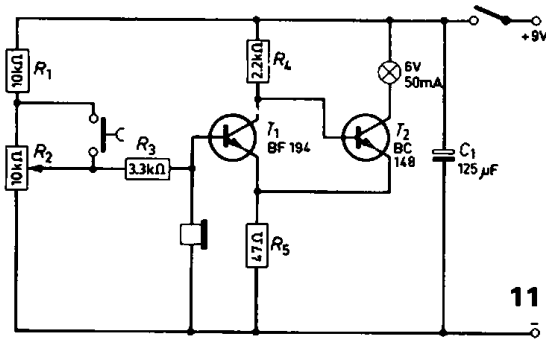 10kΩ R1
10kΩ R2
R3
3.3kΩ
2.2kΩ R4
T1
BF 194
6V
50mA
T2
BC
148
C1
125 μF
47Ω R5
+9V
11
-